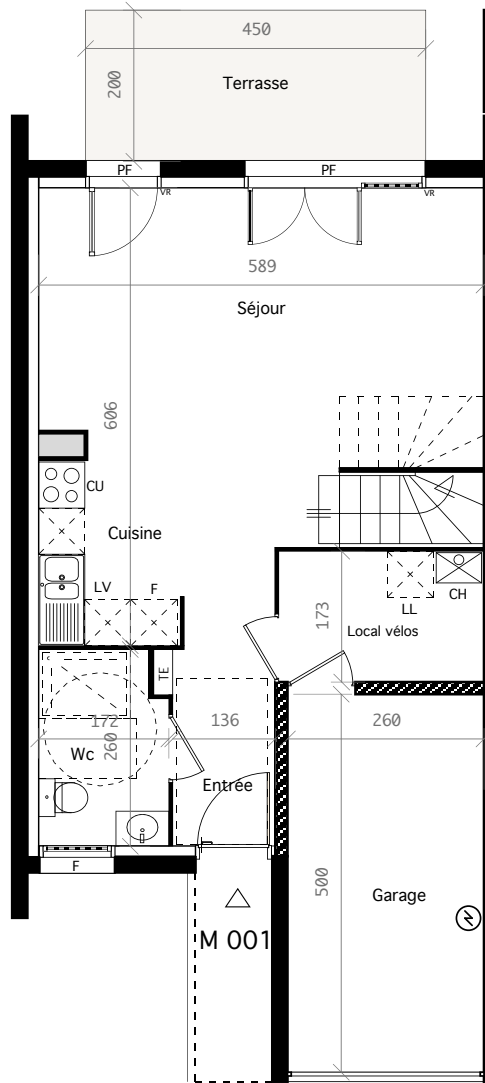 450
200
Terrasse
PF
PF
VR
VR
589
Séjour
606
CU
Cuisine
LV
F
173
LL
CH
Local vélos
TE
172
136
260
Wc
260
Entrée
F
500
Garage
M 001